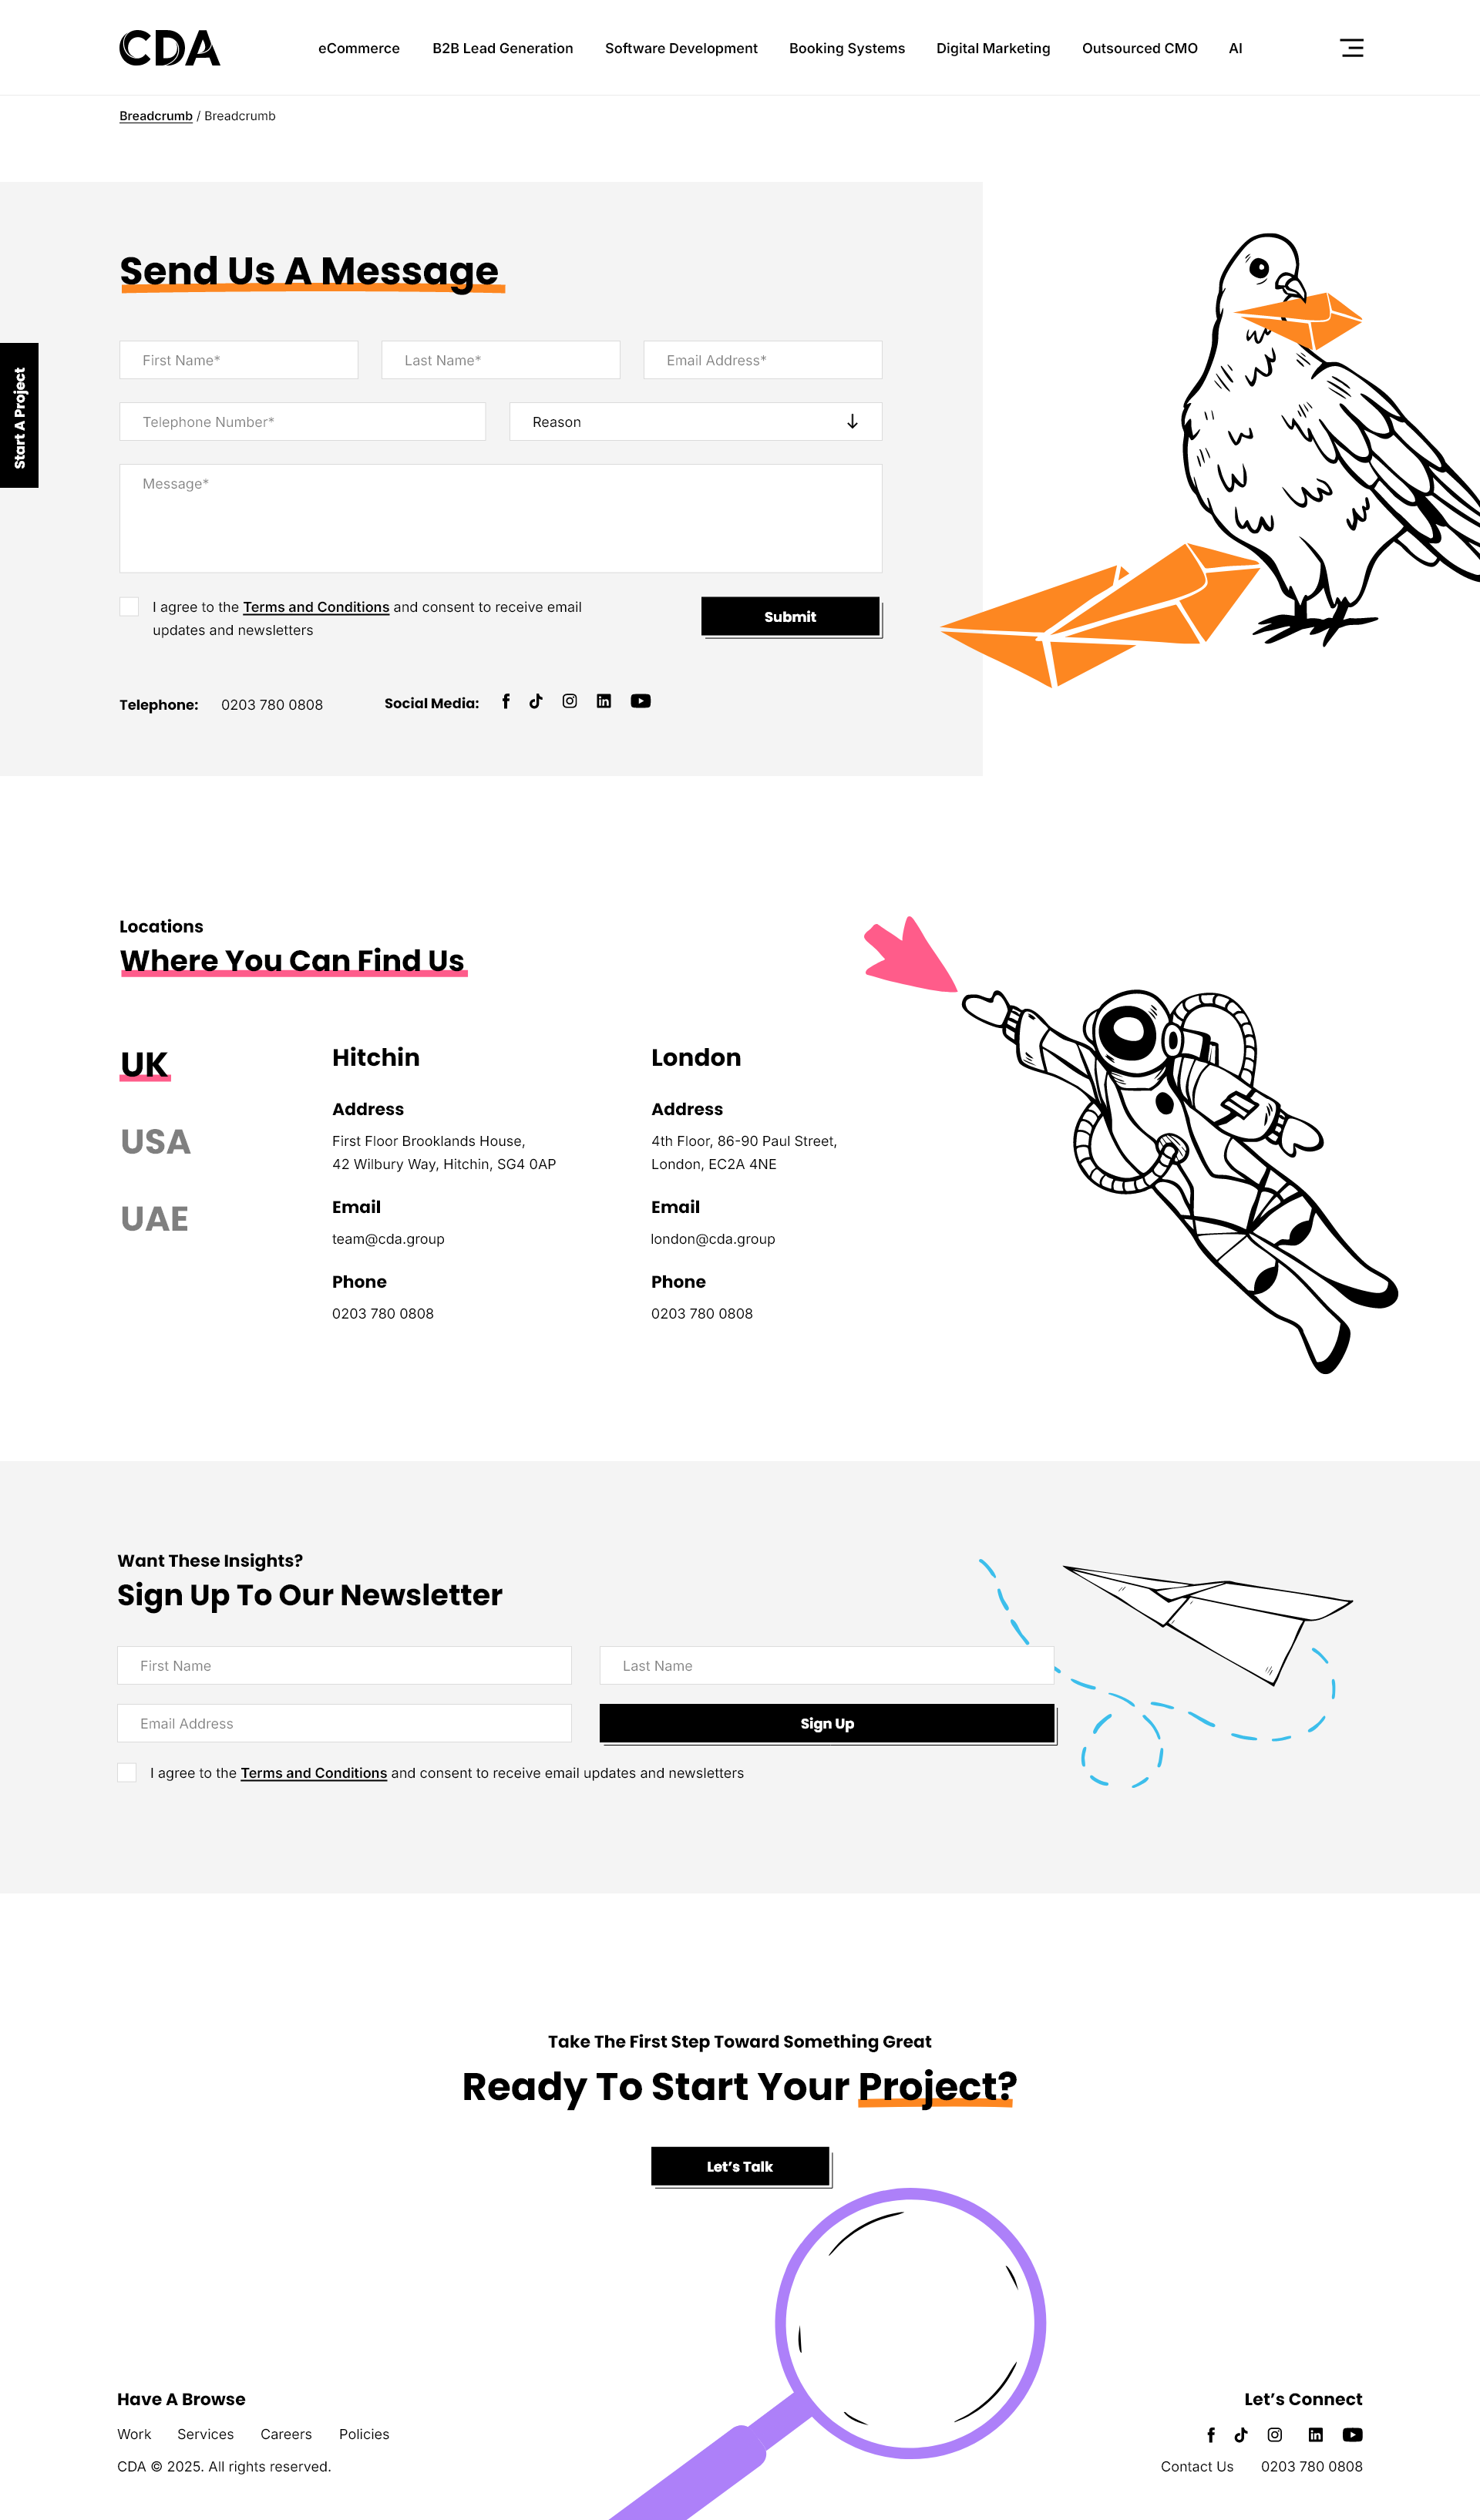 CDA
eCommerce
B2B Lead Generation
Software Development
Booking Systems
Digital Marketing
Outsourced CMO
AI
Breadcrumb / Breadcrumb
Start A Project
Send Us A Message
First Name*
Last Name*
Email Address*
Telephone Number*
Reason
Message*
I agree to the Terms and Conditions and consent to receive email
updates and newsletters
Submit
Telephone: 0203 780 0808
Social Media:
Locations
Where You Can Find Us
UK
USA
UAE
Hitchin
Address
First Floor Brooklands House,
42 Wilbury Way, Hitchin, SG4 0AP
Email
team@cda.group
Phone
0203 780 0808
London
Address
4th Floor, 86-90 Paul Street,
London, EC2A 4NE
Email
london@cda.group
Phone
0203 780 0808
Want These Insights?
Sign Up To Our Newsletter
First Name
Last Name
Email Address
Sign Up
I agree to the Terms and Conditions and consent to receive email updates and newsletters
Take The First Step Toward Something Great
Ready To Start Your Project?
Let’s Talk
Have A Browse
Work
Services
Careers
Policies
CDA © 2025. All rights reserved.
Let’s Connect
Contact Us
0203 780 0808